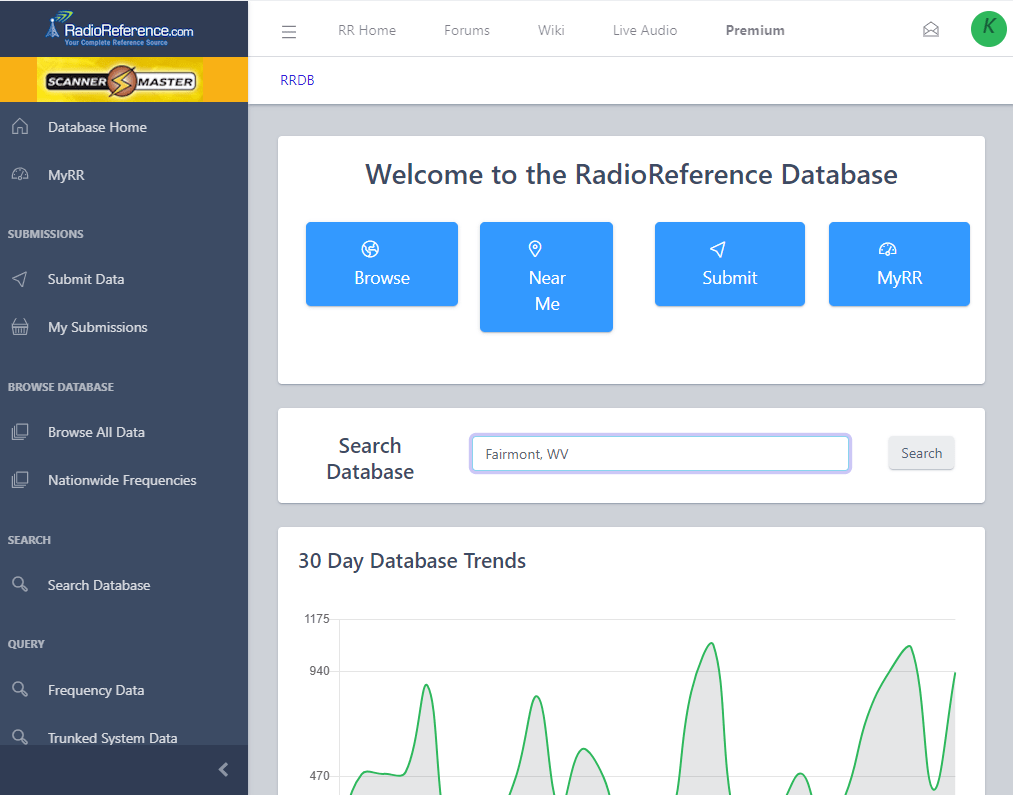 RadioReference.com
Your Complete Reference Source
RR Home
Forums
Wiki
Live Audio
Premium
K
SCANNER MASTER
RRDB
Database Home
MyRR
SUBMISSIONS
Submit Data
My Submissions
BROWSE DATABASE
Browse All Data
Nationwide Frequencies
SEARCH
Search Database
QUERY
Frequency Data
Trunked System Data
Welcome to the RadioReference Database
Browse
Near
Me
Submit
MyRR
Search
Database
Fairmont, WV
Search
30 Day Database Trends
1175
940
470